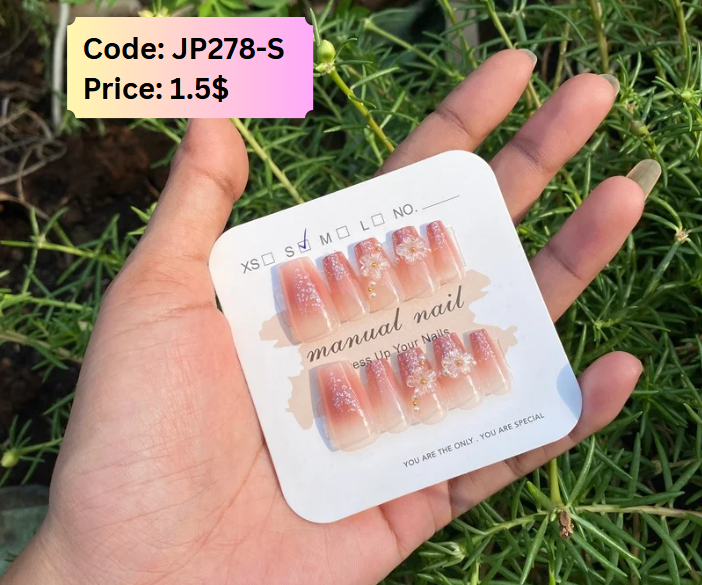 Code: JP278-S
Price: 1.5$
XS S M L NO.
manual nail
ess Up Your Nails
YOU ARE THE ONLY . YOU ARE SPECIAL